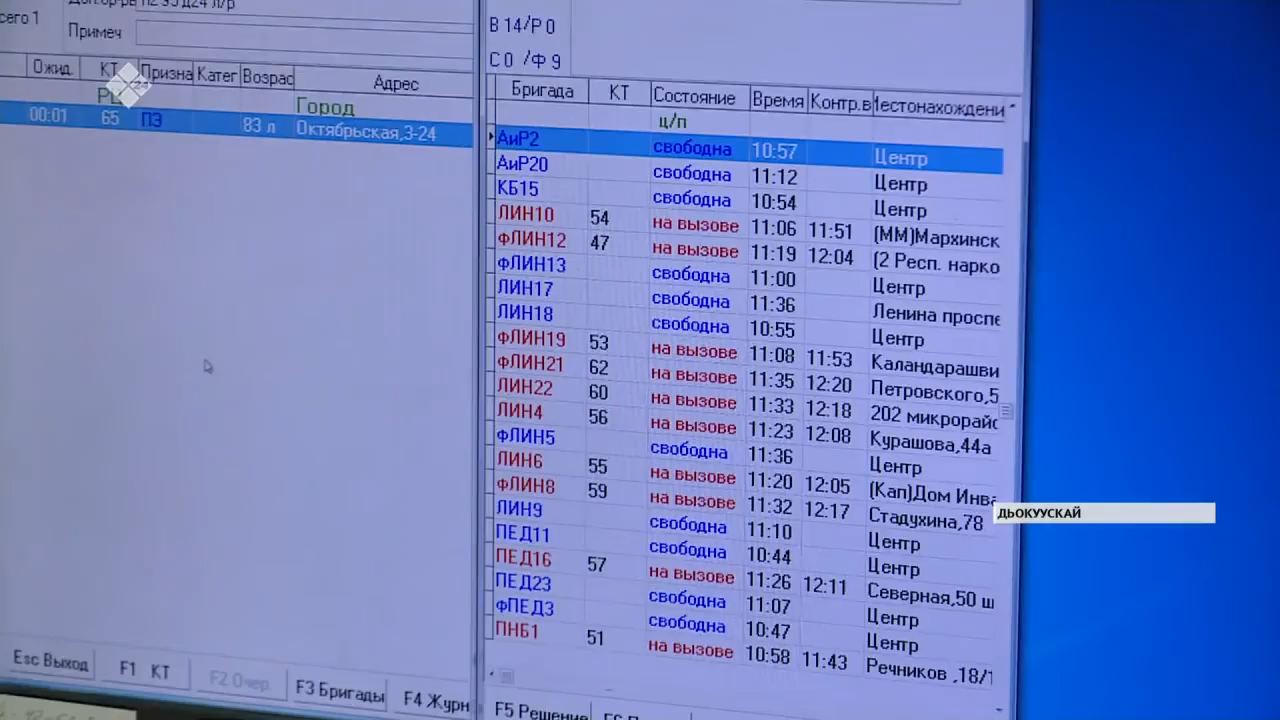 сего 1
Примеч
Ожид. КТ Призна Катег Возрас Адрес
Город
00:01 65 ПЭ 83 л Октябрьская,3-24
В 14/Р 0
С 0 /Ф 9
Бригада КТ Состояние Время Контр.в Местонахождени
ц/п
АиР2 свободна 10:57 Центр
АиР20 свободна 11:12 Центр
КБ15 свободна 10:54 Центр
ЛИН10 54 на вызове 11:06 11:51 (ММ)Мархинск
фЛИН12 47 на вызове 11:19 12:04 (2 Респ. нарко
фЛИН13 свободна 11:00 Центр
ЛИН17 свободна 11:36 Ленина проспе
ЛИН18 свободна 10:55 Центр
фЛИН19 53 на вызове 11:08 11:53 Каландарашви
фЛИН21 62 на вызове 11:35 12:20 Петровского,5
ЛИН22 60 на вызове 11:33 12:18 202 микрорайс
ЛИН4 56 на вызове 11:23 12:08 Курашова,44а
фЛИН5 свободна 11:36 Центр
ЛИН6 55 на вызове 11:20 12:05 (Кап)Дом Инва
фЛИН8 59 на вызове 11:32 12:17 Стадухина,78
ЛИН9 свободна 11:10 Центр
ПЕД11 свободна 10:44 Центр
ПЕД16 57 на вызове 11:26 12:11 Северная,50 ш
ПЕД23 свободна 11:07 Центр
фПЕД3 свободна 10:47 Центр
ПНБ1 51 на вызове 10:58 11:43 Речников ,18/1
ДЬОКУУСКАЙ
Esc Выход F1 КТ F2 Очер. F3 Бригады F4 Журн
F5 Решение